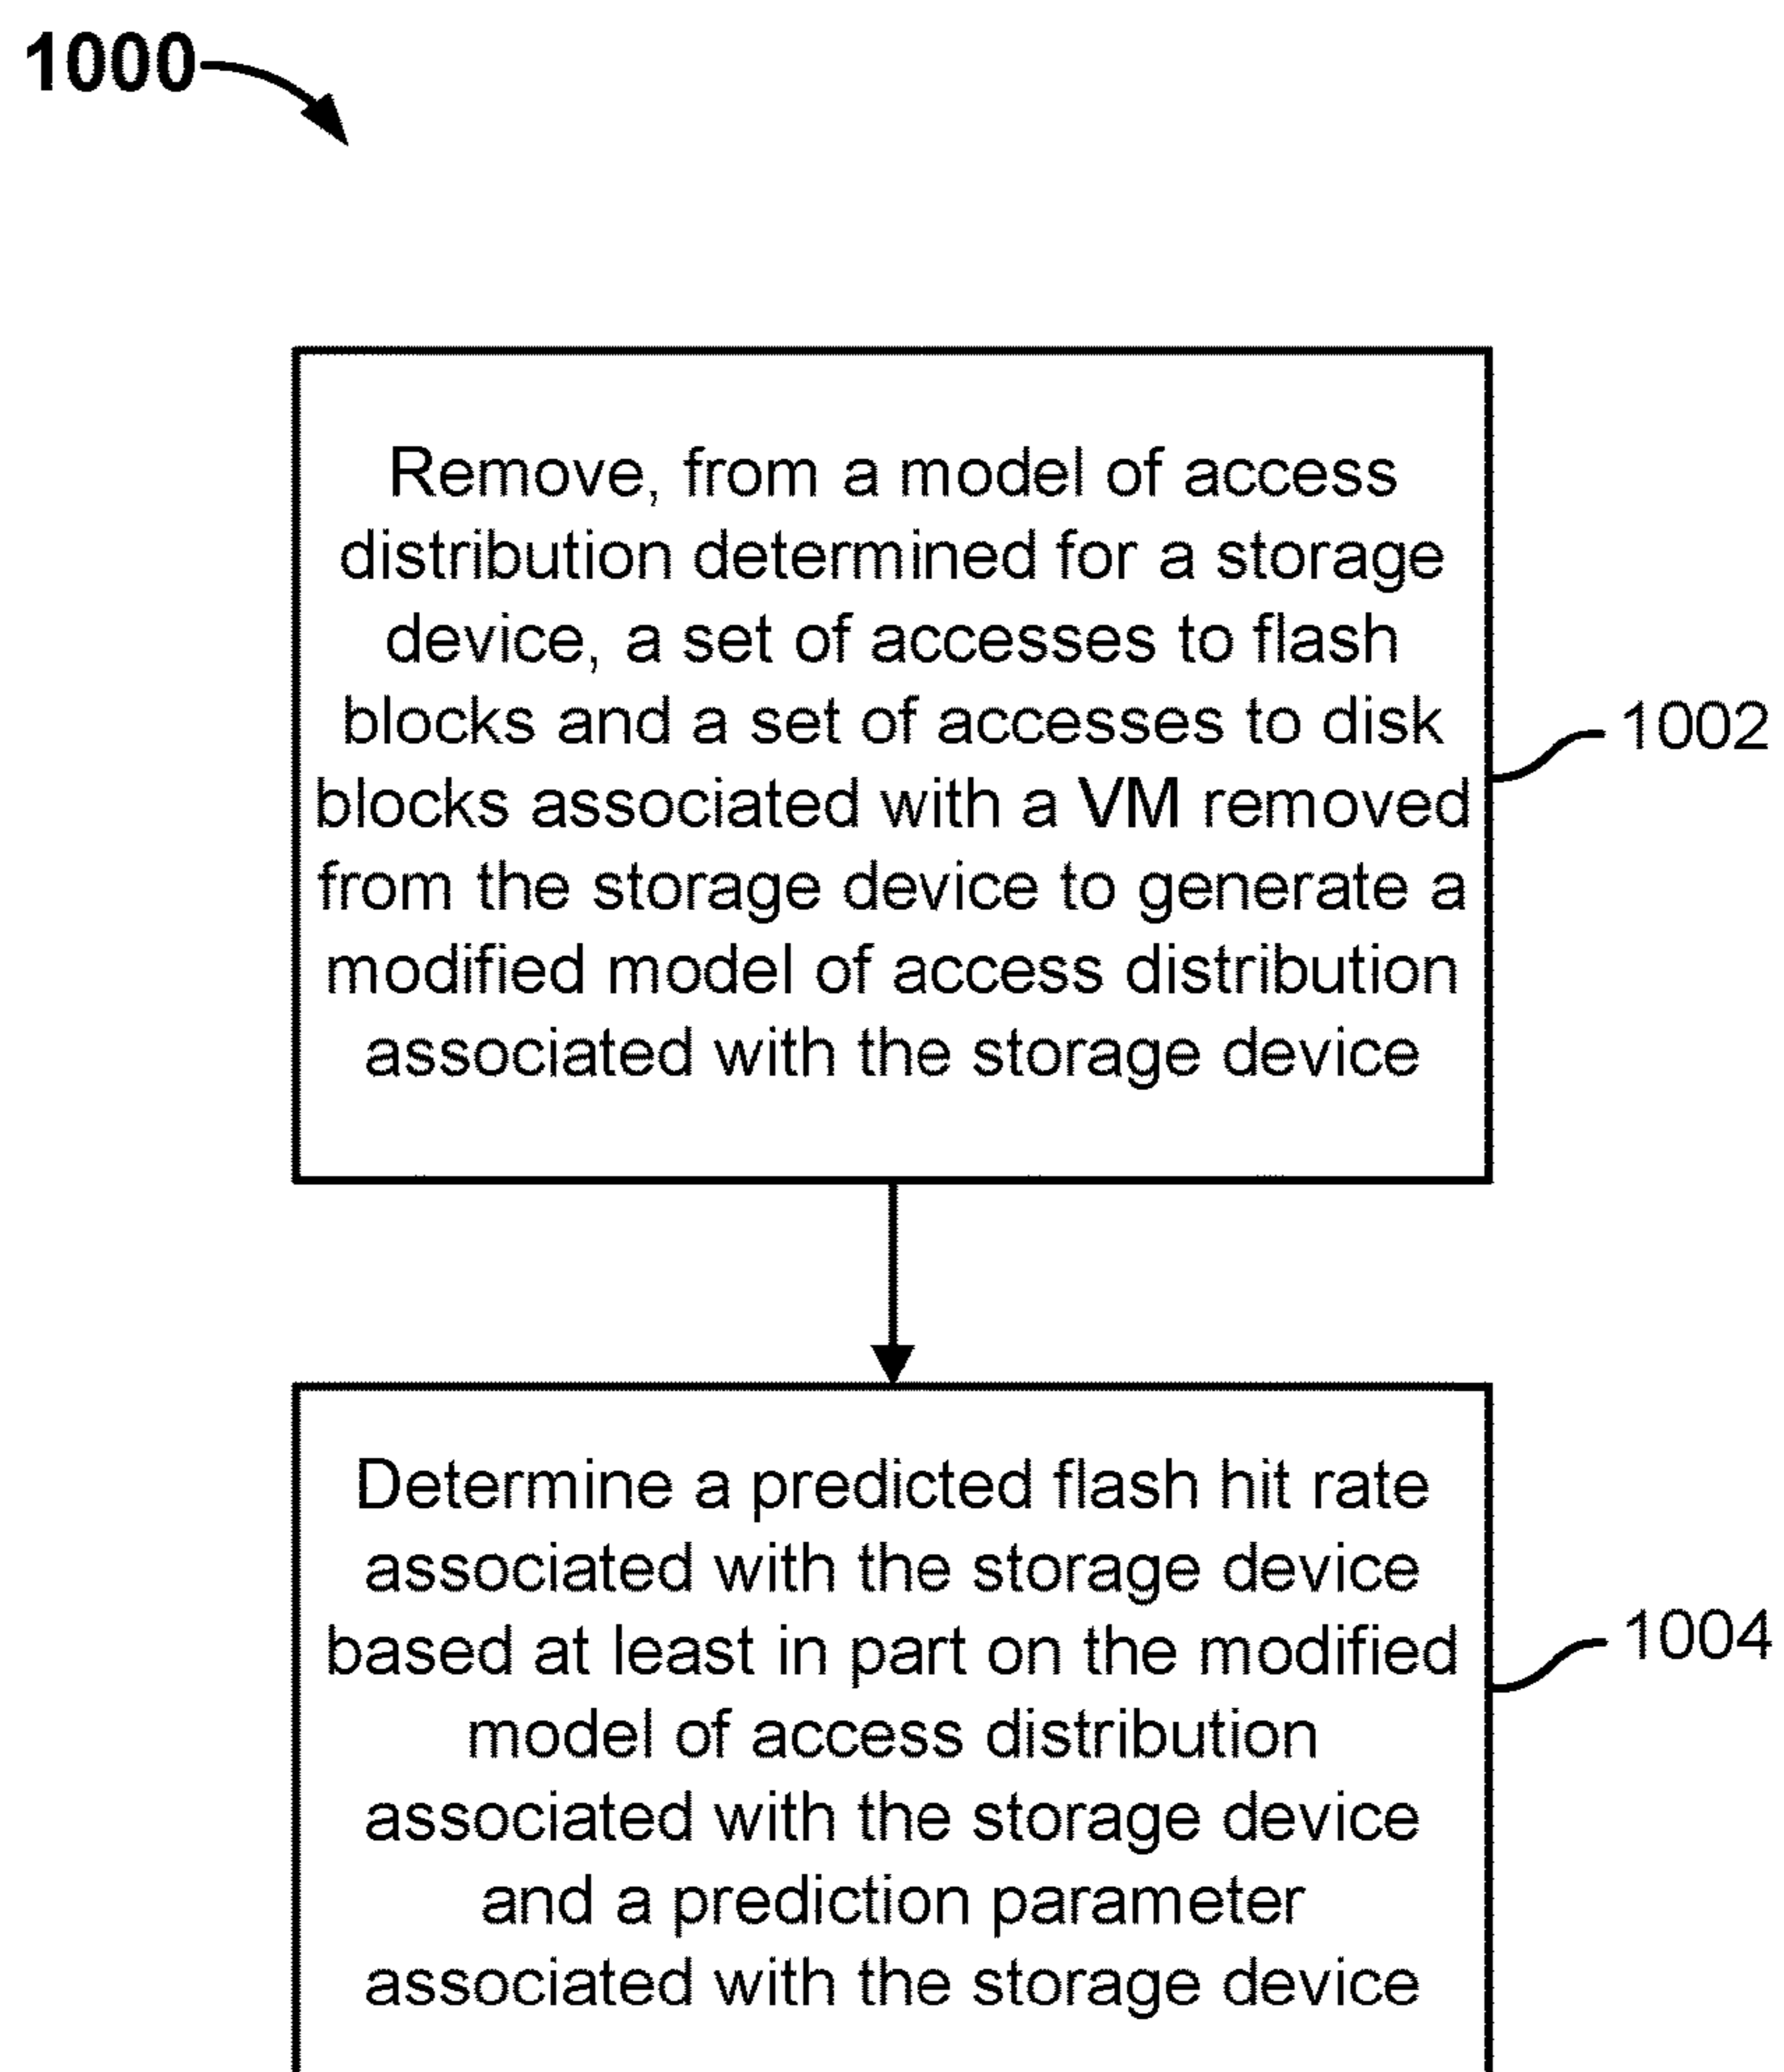 1000
Remove, from a model of access
distribution determined for a storage
device, a set of accesses to flash
blocks and a set of accesses to disk
blocks associated with a VM removed
from the storage device to generate a
modified model of access distribution
associated with the storage device
1002
Determine a predicted flash hit rate
associated with the storage device
based at least in part on the modified
model of access distribution
associated with the storage device
and a prediction parameter
associated with the storage device
1004